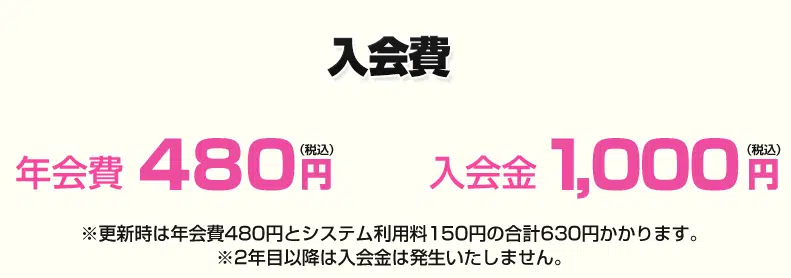 入会費
年会費 480円(税込) 入会金 1,000円(税込)
※更新時は年会費480円とシステム利用料150円の合計630円かかります。
※2年目以降は入会金は発生いたしません。